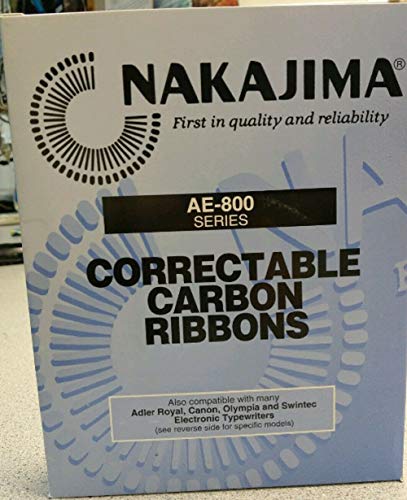 NAKAJIMA®
First in quality and reliability
AE-800
SERIES
CORRECTABLE
CARBON
RIBBONS
Also compatible with many
Adler Royal, Canon, Olympia and Swintec
Electronic Typewriters
(see reverse side for specific models)